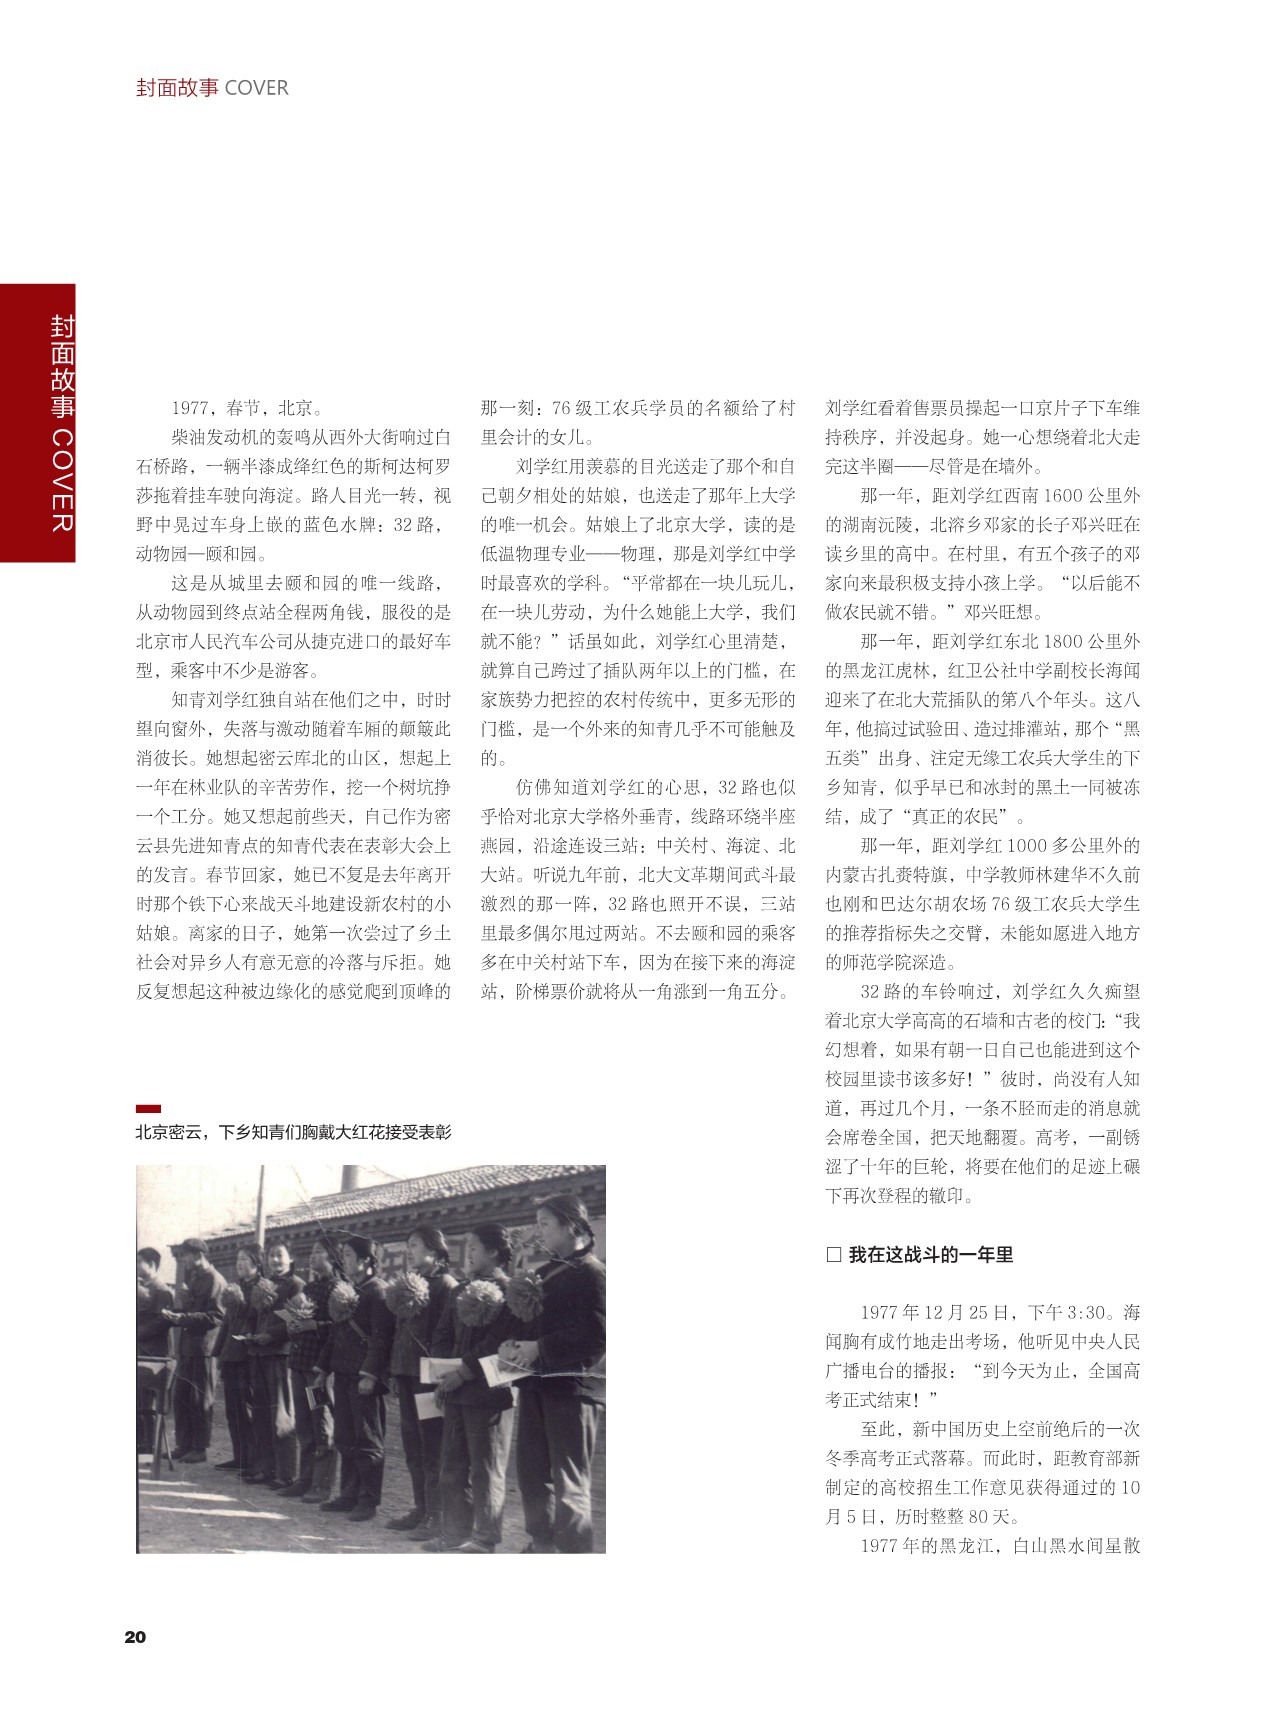 封面故事 COVER
封面故事 COVER
1977，春节，北京。
柴油发动机的轰鸣从西外大街响过白
石桥路，一辆半漆成绛红色的斯柯达柯罗
莎拖着挂车驶向海淀。路人目光一转，视
野中晃过车身上嵌的蓝色水牌：32 路，
动物园—颐和园。
这是从城里去颐和园的唯一线路，
从动物园到终点站全程两角钱，服役的是
北京市人民汽车公司从捷克进口的最好车
型，乘客中不少是游客。
知青刘学红独自站在他们之中，时时
望向窗外，失落与激动随着车厢的颠簸此
消彼长。她想起密云库北的山区，想起上
一年在林业队的辛苦劳作，挖一个树坑挣
一个工分。她又想起前些天，自己作为密
云县先进知青点的知青代表在表彰大会上
的发言。春节回家，她已不复是去年离开
时那个铁下心来战天斗地建设新农村的小
姑娘。离家的日子，她第一次尝过了乡土
社会对异乡人有意无意的冷落与斥拒。她
反复想起这种被边缘化的感觉爬到顶峰的
那一刻：76 级工农兵学员的名额给了村
里会计的女儿。
刘学红用羡慕的目光送走了那个和自
己朝夕相处的姑娘，也送走了那年上大学
的唯一机会。姑娘上了北京大学，读的是
低温物理专业——物理，那是刘学红中学
时最喜欢的学科。“平常都在一块儿玩儿，
在一块儿劳动，为什么她能上大学，我们
就不能？”话虽如此，刘学红心里清楚，
就算自己跨过了插队两年以上的门槛，在
家族势力把控的农村传统中，更多无形的
门槛，是一个外来的知青几乎不可能触及
的。
仿佛知道刘学红的心思，32 路也似
乎恰对北京大学格外垂青，线路环绕半座
燕园，沿途连设三站：中关村、海淀、北
大站。听说九年前，北大文革期间武斗最
激烈的那一阵，32 路也照开不误，三站
里最多偶尔甩过两站。不去颐和园的乘客
多在中关村站下车，因为在接下来的海淀
站，阶梯票价就将从一角涨到一角五分。
刘学红看着售票员操起一口京片子下车维
持秩序，并没起身。她一心想绕着北大走
完这半圈——尽管是在墙外。
那一年，距刘学红西南 1600 公里外
的湖南沅陵，北溶乡邓家的长子邓兴旺在
读乡里的高中。在村里，有五个孩子的邓
家向来最积极支持小孩上学。“以后能不
做农民就不错。”邓兴旺想。
那一年，距刘学红东北 1800 公里外
的黑龙江虎林，红卫公社中学副校长海闻
迎来了在北大荒插队的第八个年头。这八
年，他搞过试验田、造过排灌站，那个“黑
五类”出身、注定无缘工农兵大学生的下
乡知青，似乎早已和冰封的黑土一同被冻
结，成了“真正的农民”。
那一年，距刘学红 1000 多公里外的
内蒙古扎赉特旗，中学教师林建华不久前
也刚和巴达尔胡农场 76 级工农兵大学生
的推荐指标失之交臂，未能如愿进入地方
的师范学院深造。
32 路的车铃响过，刘学红久久痴望
着北京大学高高的石墙和古老的校门：“我
幻想着，如果有朝一日自己也能进到这个
校园里读书该多好！”彼时，尚没有人知
道，再过几个月，一条不胫而走的消息就
会席卷全国，把天地翻覆。高考，一副锈
涩了十年的巨轮，将要在他们的足迹上碾
下再次登程的辙印。
□ 我在这战斗的一年里
1977 年 12 月 25 日，下午 3:30。海
闻胸有成竹地走出考场，他听见中央人民
广播电台的播报：“到今天为止，全国高
考正式结束！”
至此，新中国历史上空前绝后的一次
冬季高考正式落幕。而此时，距教育部新
制定的高校招生工作意见获得通过的 10
月 5 日，历时整整 80 天。
1977 年的黑龙江，白山黑水间星散
北京密云，下乡知青们胸戴大红花接受表彰
20